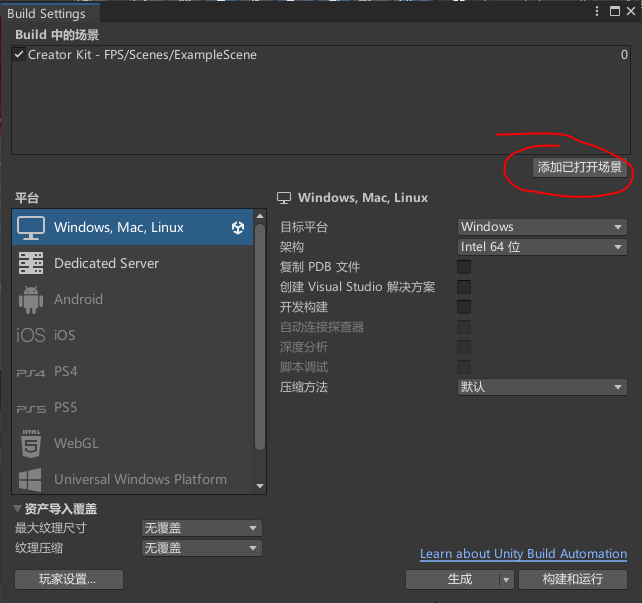 Build Settings
Build 中的场景
Creator Kit - FPS/Scenes/ExampleScene 0
添加已打开场景
平台
Windows, Mac, Linux
Dedicated Server
Android
iOS iOS
PS4 PS4
PS5 PS5
HTML
5 WebGL
Universal Windows Platform
Windows, Mac, Linux
目标平台 Windows
架构 Intel 64 位
复制 PDB 文件
创建 Visual Studio 解决方案
开发构建
自动连接探查器
深度分析
脚本调试
压缩方法 默认
资产导入覆盖
最大纹理尺寸 无覆盖
纹理压缩 无覆盖
Learn about Unity Build Automation
玩家设置... 生成 构建和运行